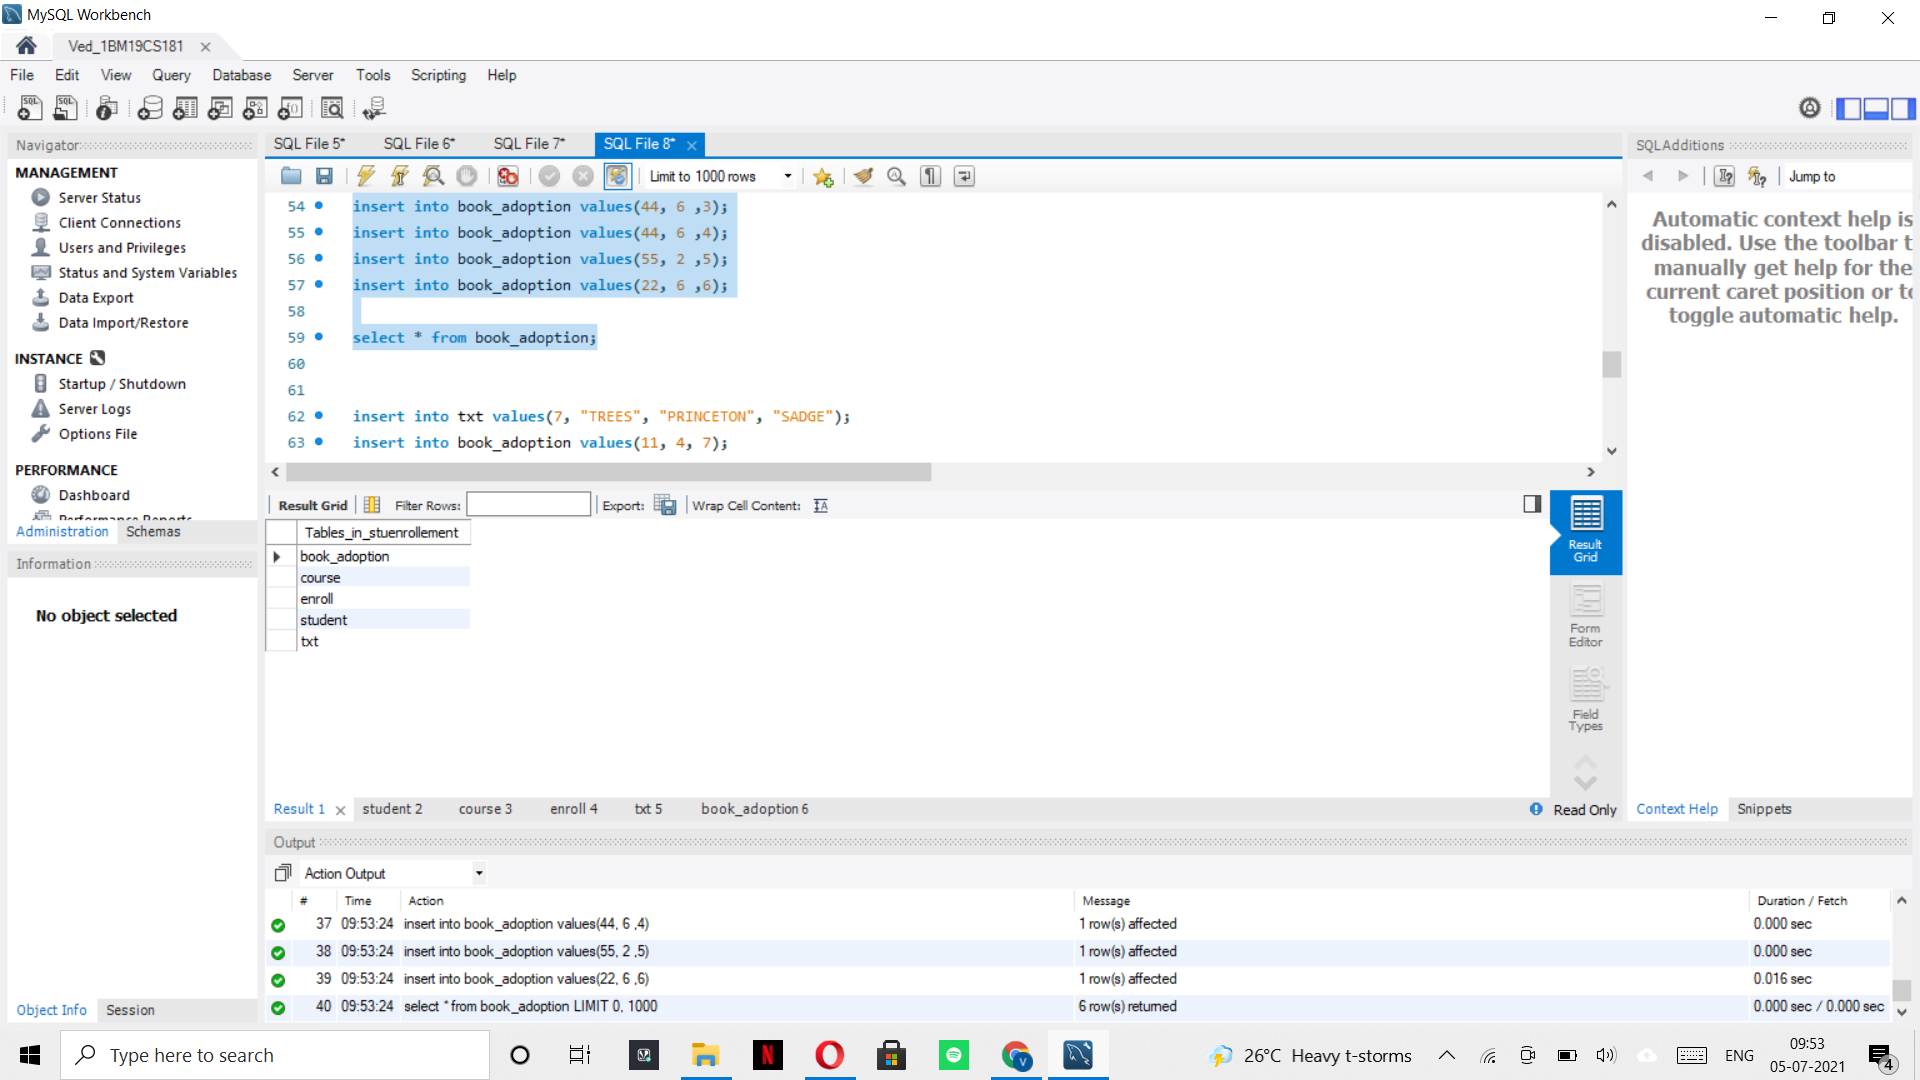 MySQL Workbench
Ved_1BM19CS181
File Edit View Query Database Server Tools Scripting Help
Navigator
MANAGEMENT
Server Status
Client Connections
Users and Privileges
Status and System Variables
Data Export
Data Import/Restore
INSTANCE
Startup / Shutdown
Server Logs
Options File
PERFORMANCE
Dashboard
Performance Reports
Administration Schemas
Information
No object selected
Object Info Session
SQL File 5* SQL File 6* SQL File 7* SQL File 8*
Limit to 1000 rows
54 insert into book_adoption values(44, 6 ,3);
55 insert into book_adoption values(44, 6 ,4);
56 insert into book_adoption values(55, 2 ,5);
57 insert into book_adoption values(22, 6 ,6);
58
59 select * from book_adoption;
60
61
62 insert into txt values(7, "TREES", "PRINCETON", "SADGE");
63 insert into book_adoption values(11, 4, 7);
Result Grid Filter Rows: Export: Wrap Cell Content:
Tables_in_stuenrollement
book_adoption
course
enroll
student
txt
Result Grid
Form Editor
Field Types
Result 1 student 2 course 3 enroll 4 txt 5 book_adoption 6
Read Only
SQLAdditions
Jump to
Automatic context help is
disabled. Use the toolbar t
manually get help for the
current caret position or to
toggle automatic help.
Context Help Snippets
Output
Action Output
# Time Action Message Duration / Fetch
37 09:53:24 insert into book_adoption values(44, 6 ,4) 1 row(s) affected 0.000 sec
38 09:53:24 insert into book_adoption values(55, 2 ,5) 1 row(s) affected 0.000 sec
39 09:53:24 insert into book_adoption values(22, 6 ,6) 1 row(s) affected 0.016 sec
40 09:53:24 select * from book_adoption LIMIT 0, 1000 6 row(s) returned 0.000 sec / 0.000 sec
Type here to search
26°C Heavy t-storms
ENG
09:53
05-07-2021
4